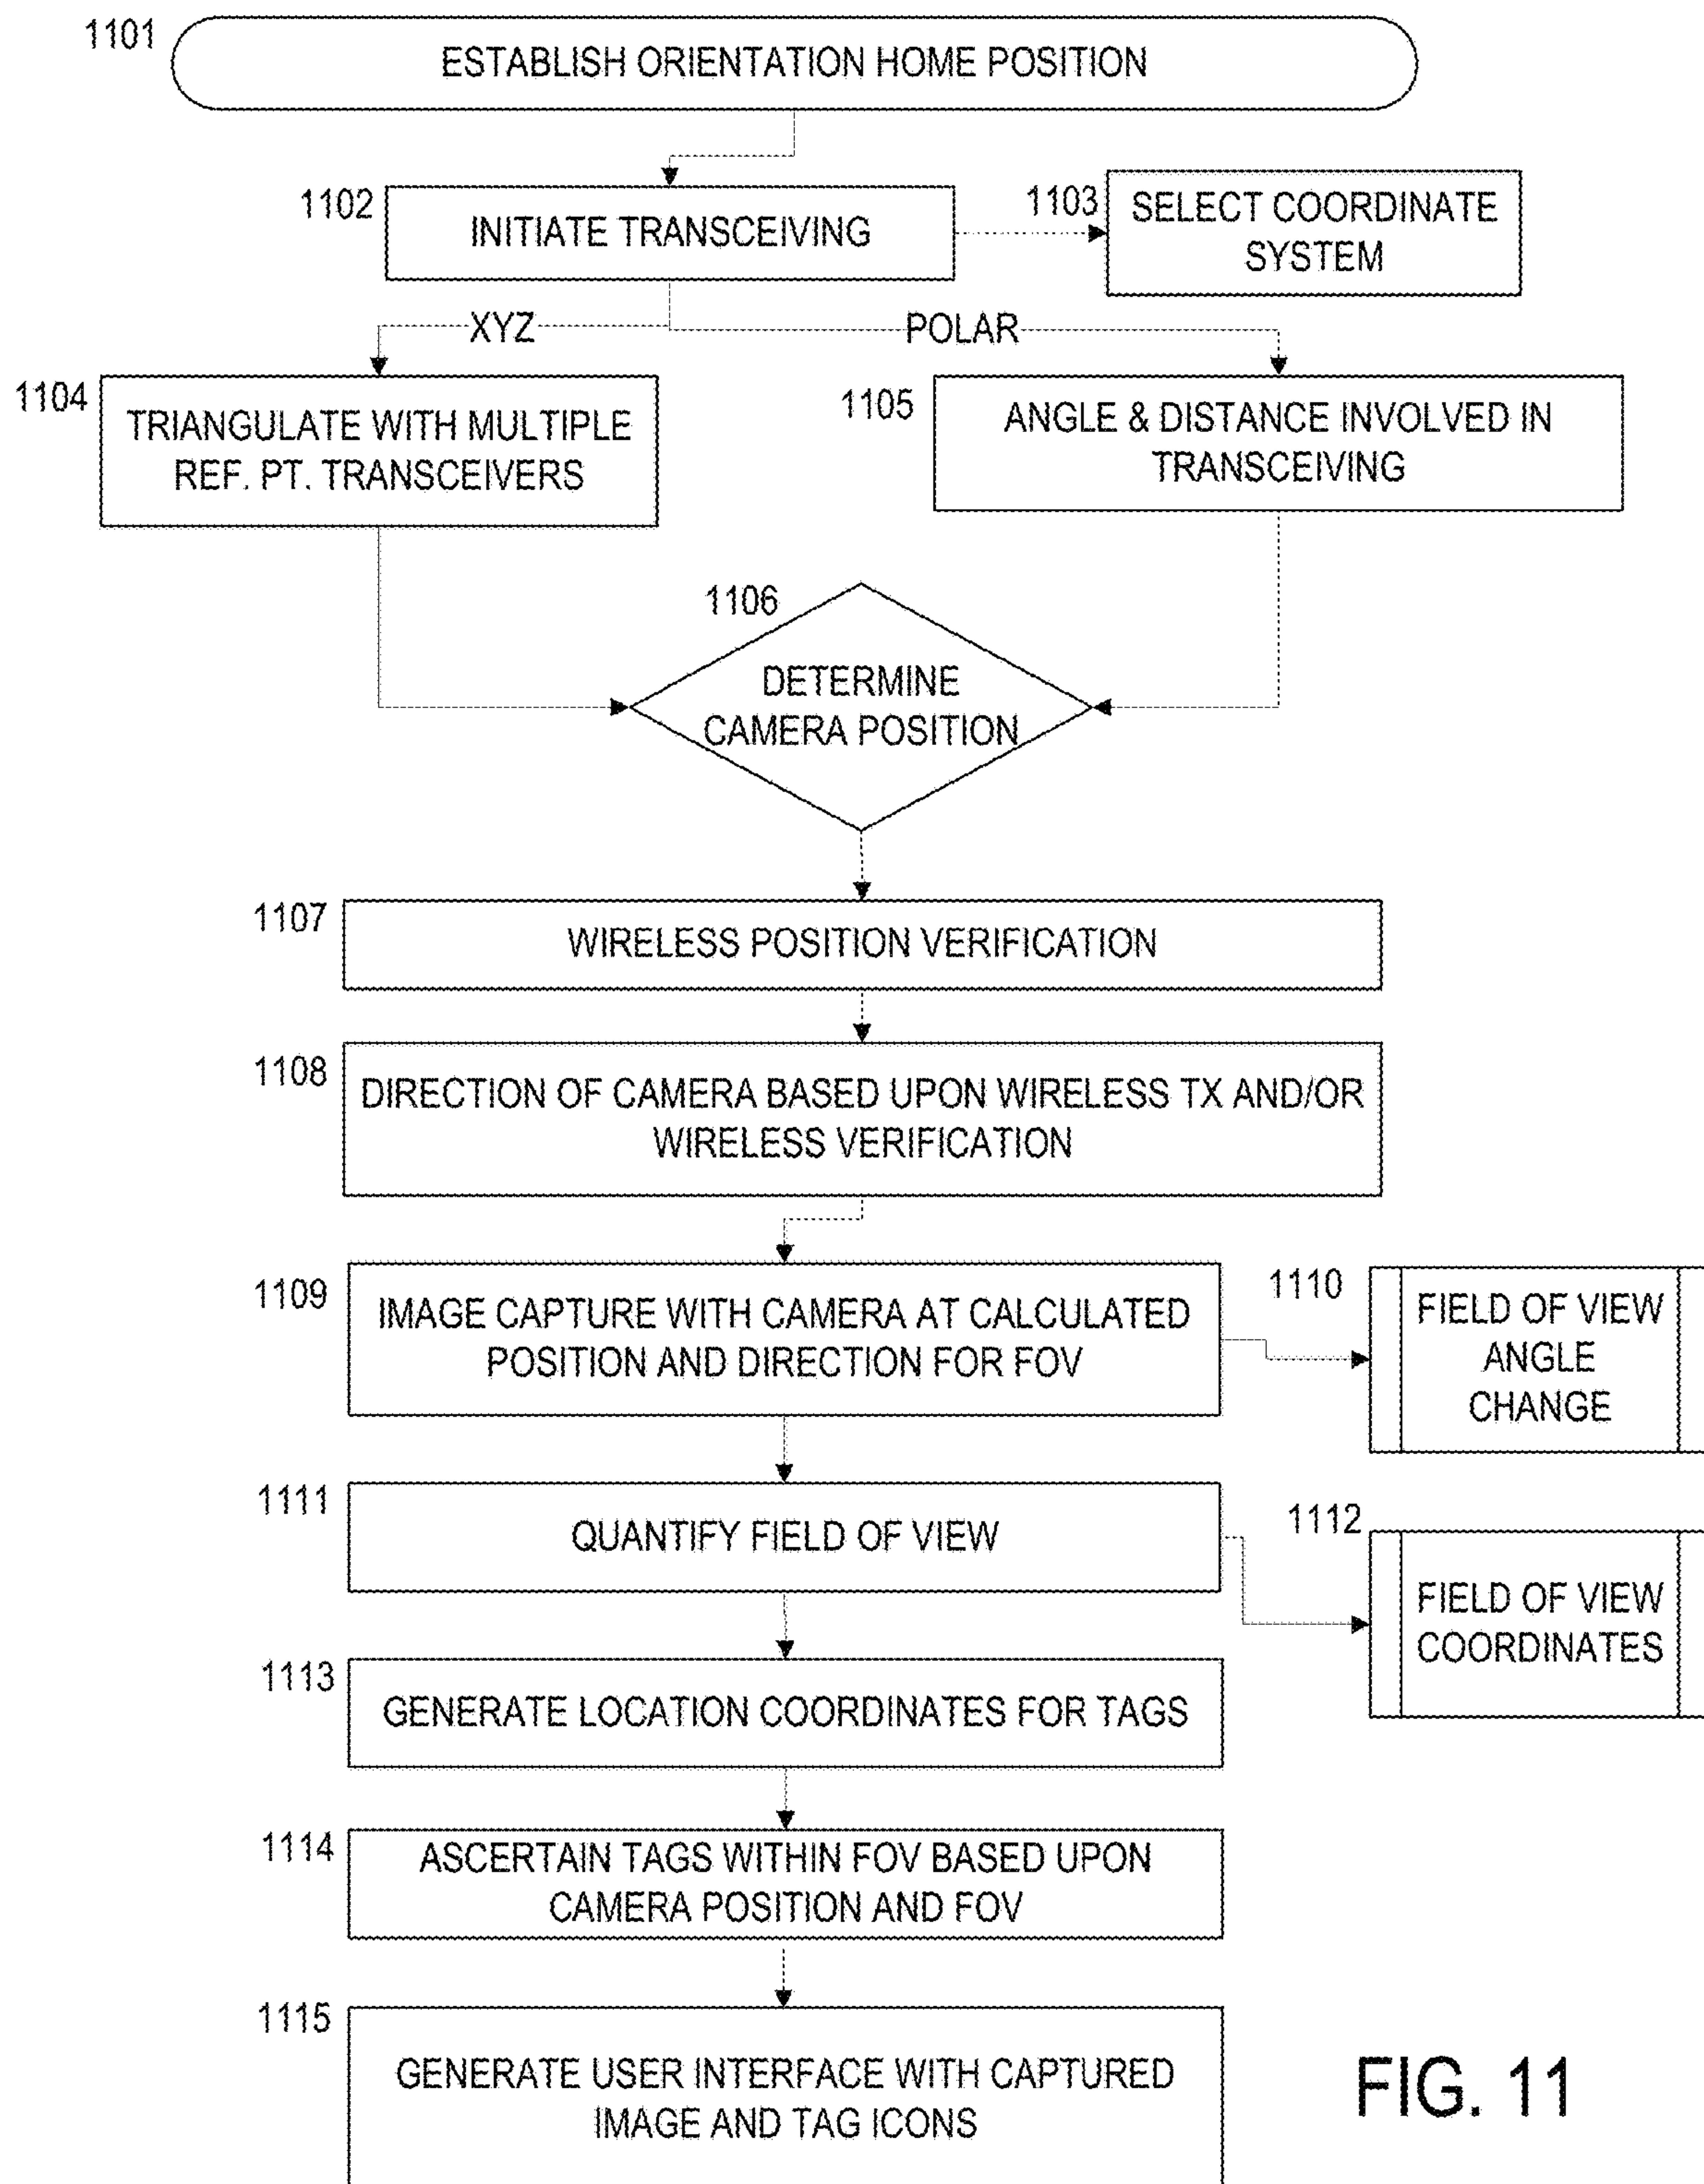 1101
ESTABLISH ORIENTATION HOME POSITION
1102
INITIATE TRANSCEIVING
1103
SELECT COORDINATE
SYSTEM
XYZ
POLAR
1104
TRIANGULATE WITH MULTIPLE
REF. PT. TRANSCEIVERS
1105
ANGLE & DISTANCE INVOLVED IN
TRANSCEIVING
1106
DETERMINE
CAMERA POSITION
1107
WIRELESS POSITION VERIFICATION
1108
DIRECTION OF CAMERA BASED UPON WIRELESS TX AND/OR
WIRELESS VERIFICATION
1109
IMAGE CAPTURE WITH CAMERA AT CALCULATED
POSITION AND DIRECTION FOR FOV
1110
FIELD OF VIEW
ANGLE
CHANGE
1111
QUANTIFY FIELD OF VIEW
1112
FIELD OF VIEW
COORDINATES
1113
GENERATE LOCATION COORDINATES FOR TAGS
1114
ASCERTAIN TAGS WITHIN FOV BASED UPON
CAMERA POSITION AND FOV
1115
GENERATE USER INTERFACE WITH CAPTURED
IMAGE AND TAG ICONS
FIG. 11